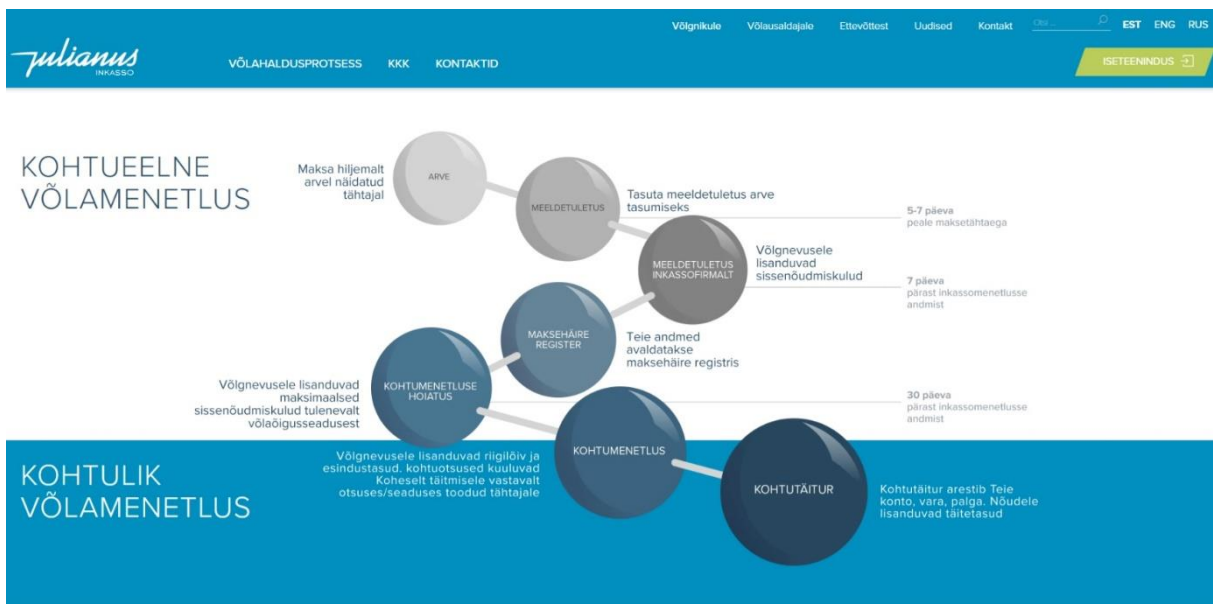 Võlgnikule Võlausaldajale Ettevõttest Uudised Kontakt Otsi ... EST ENG RUS
julianus
INKASSO
VÕLAHALDUSPROTSESS KKK KONTAKTID
ISETEENINDUS
KOHTUEELNE
VÕLAMENETLUS
Maksa hiljemalt
arvel näidatud
tähtajal
ARVE
MEELDETULETUS
Tasuta meeldetuletus arve
tasumiseks
5-7 päeva
peale maksetähtaega
MEELDETULETUS
INKASSOFIRMALT
Võlgnevusele
lisanduvad
sissenõudmiskulud
7 päeva
pärast inkassomenetlusse
andmist
MAKSEHÄIRE
REGISTER
Teie andmed
avaldatakse
maksehäire registris
Võlgnevusele lisanduvad
maksimaalsed
sissenõudmiskulud tulenevalt
võlaõigusseadusest
KOHTUMENETLUSE
HOIATUS
30 päeva
pärast inkassomenetlusse
andmist
KOHTULIK
VÕLAMENETLUS
Võlgnevusele lisanduvad riigilõiv ja
esindustasud. kohtuotsused kuuluvad
Koheselt täitmisele vastavalt
otsuses/seaduses toodud tähtajale
KOHTUMENETLUS
KOHTUTÄITUR
Kohtutäitur arestib Teie
konto, vara, palga. Nõudele
lisanduvad täitetasud